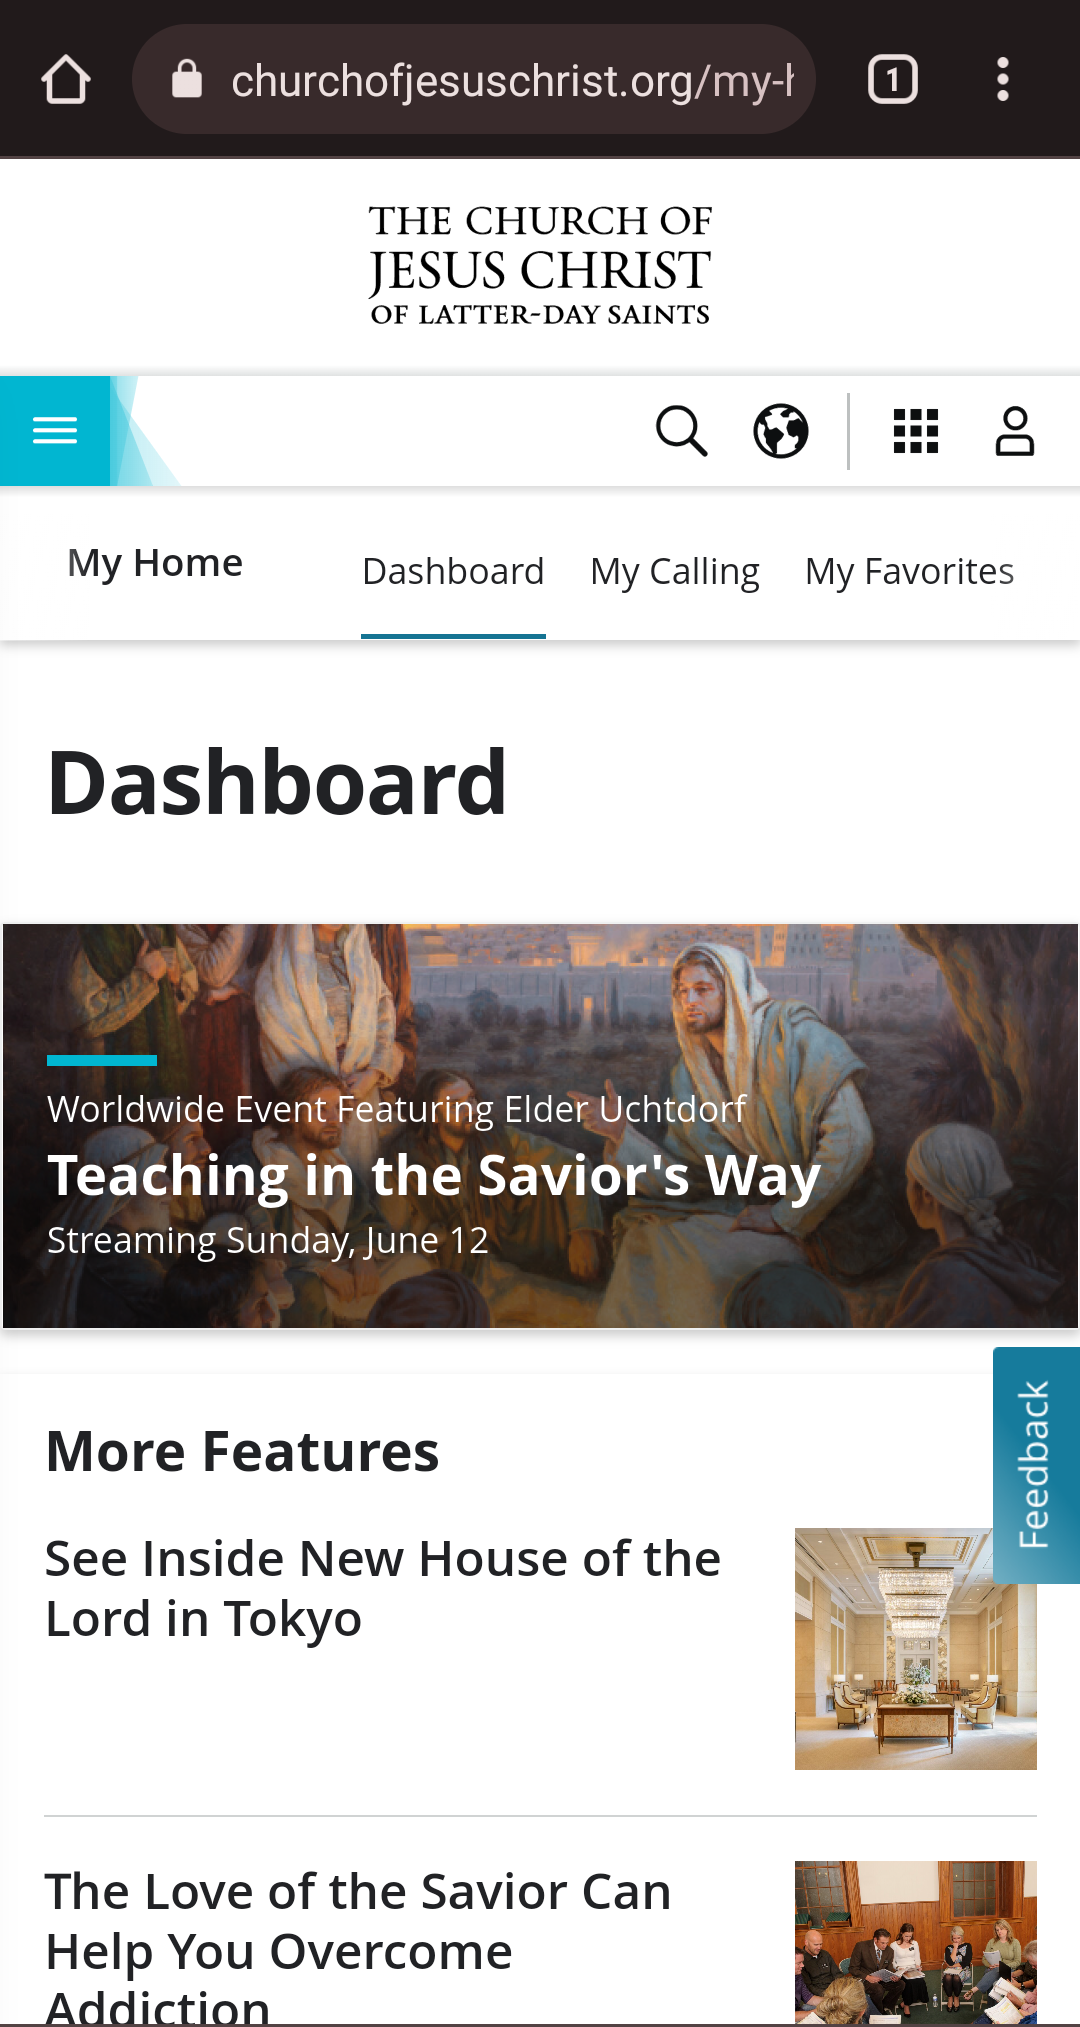 churchofjesuschrist.org/my-h
1
THE CHURCH OF
JESUS CHRIST
OF LATTER-DAY SAINTS
My Home
Dashboard
My Calling
My Favorites
Dashboard
Worldwide Event Featuring Elder Uchtdorf
Teaching in the Savior's Way
Streaming Sunday, June 12
Feedback
More Features
See Inside New House of the
Lord in Tokyo
The Love of the Savior Can
Help You Overcome
Addiction